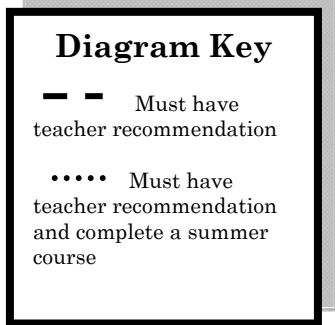 Diagram Key
Must have
teacher recommendation
Must have
teacher recommendation
and complete a summer
course